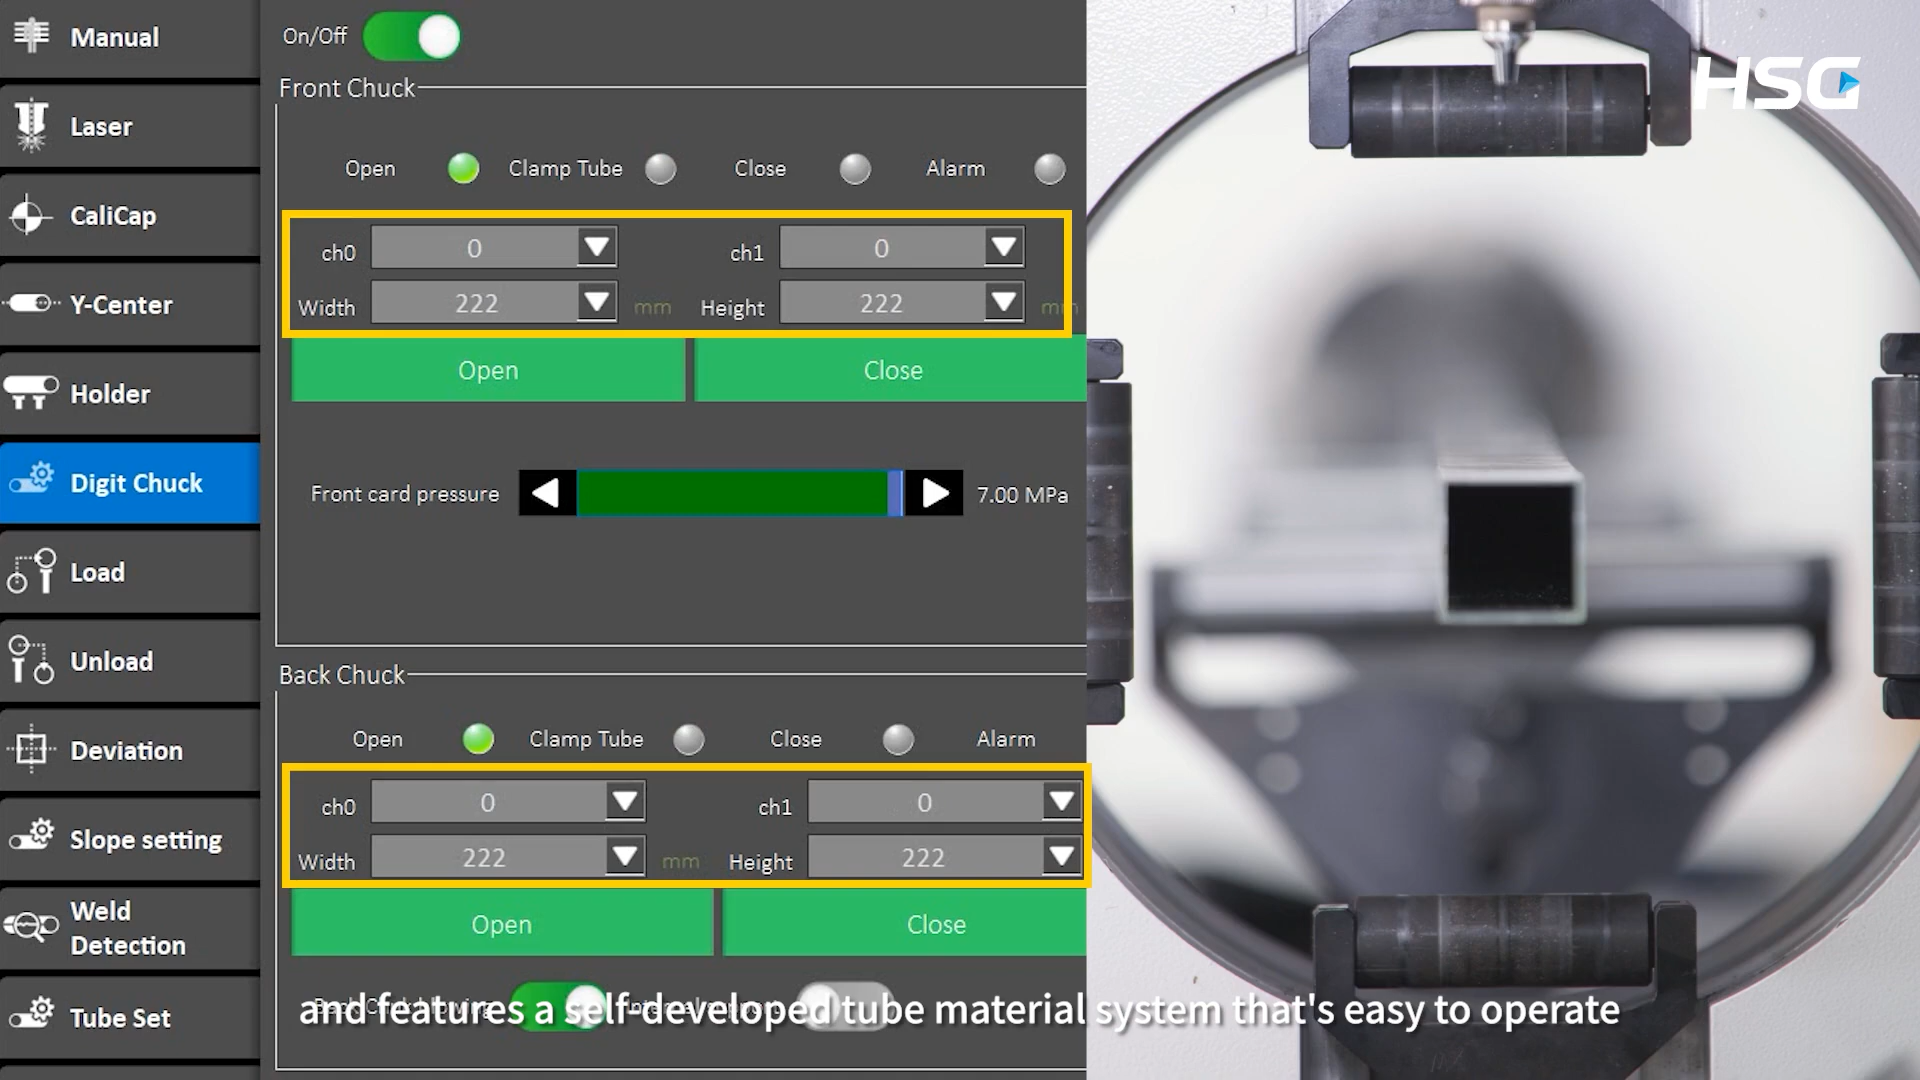 Manual
Laser
CaliCap
Y-Center
Holder
Digit Chuck
Load
Unload
Deviation
Slope setting
Weld
Detection
Tube Set
On/Off
Front Chuck
Open Clamp Tube Close Alarm
ch0 0 ch1 0
Width 222 mm Height 222 mm
Open Close
Front card pressure 7.00 MPa
Back Chuck
Open Clamp Tube Close Alarm
ch0 0 ch1 0
Width 222 mm Height 222
Open Close
HSG
and features a self-developed tube material system that's easy to operate